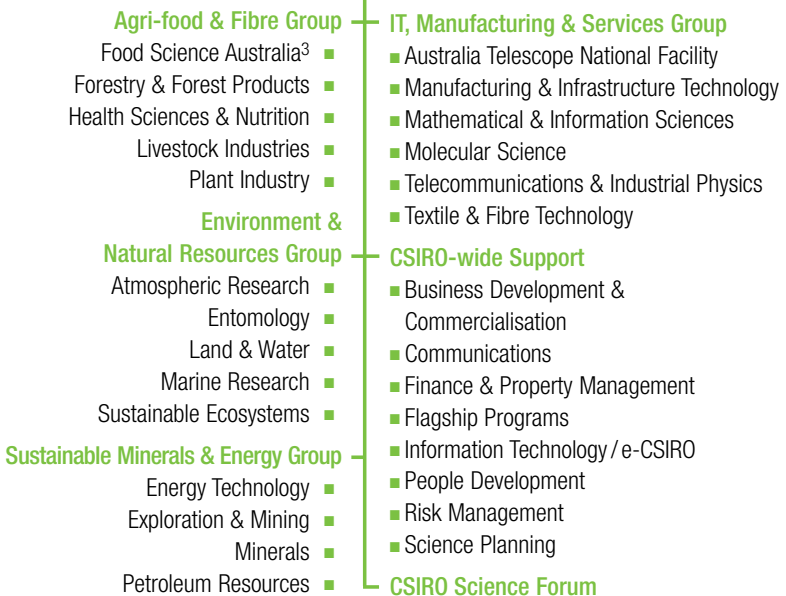 Agri-food & Fibre Group
Food Science Australia³
Forestry & Forest Products
Health Sciences & Nutrition
Livestock Industries
Plant Industry
Environment &
Natural Resources Group
Atmospheric Research
Entomology
Land & Water
Marine Research
Sustainable Ecosystems
Sustainable Minerals & Energy Group
Energy Technology
Exploration & Mining
Minerals
Petroleum Resources
IT, Manufacturing & Services Group
Australia Telescope National Facility
Manufacturing & Infrastructure Technology
Mathematical & Information Sciences
Molecular Science
Telecommunications & Industrial Physics
Textile & Fibre Technology
CSIRO-wide Support
Business Development &
Commercialisation
Communications
Finance & Property Management
Flagship Programs
Information Technology / e-CSIRO
People Development
Risk Management
Science Planning
CSIRO Science Forum